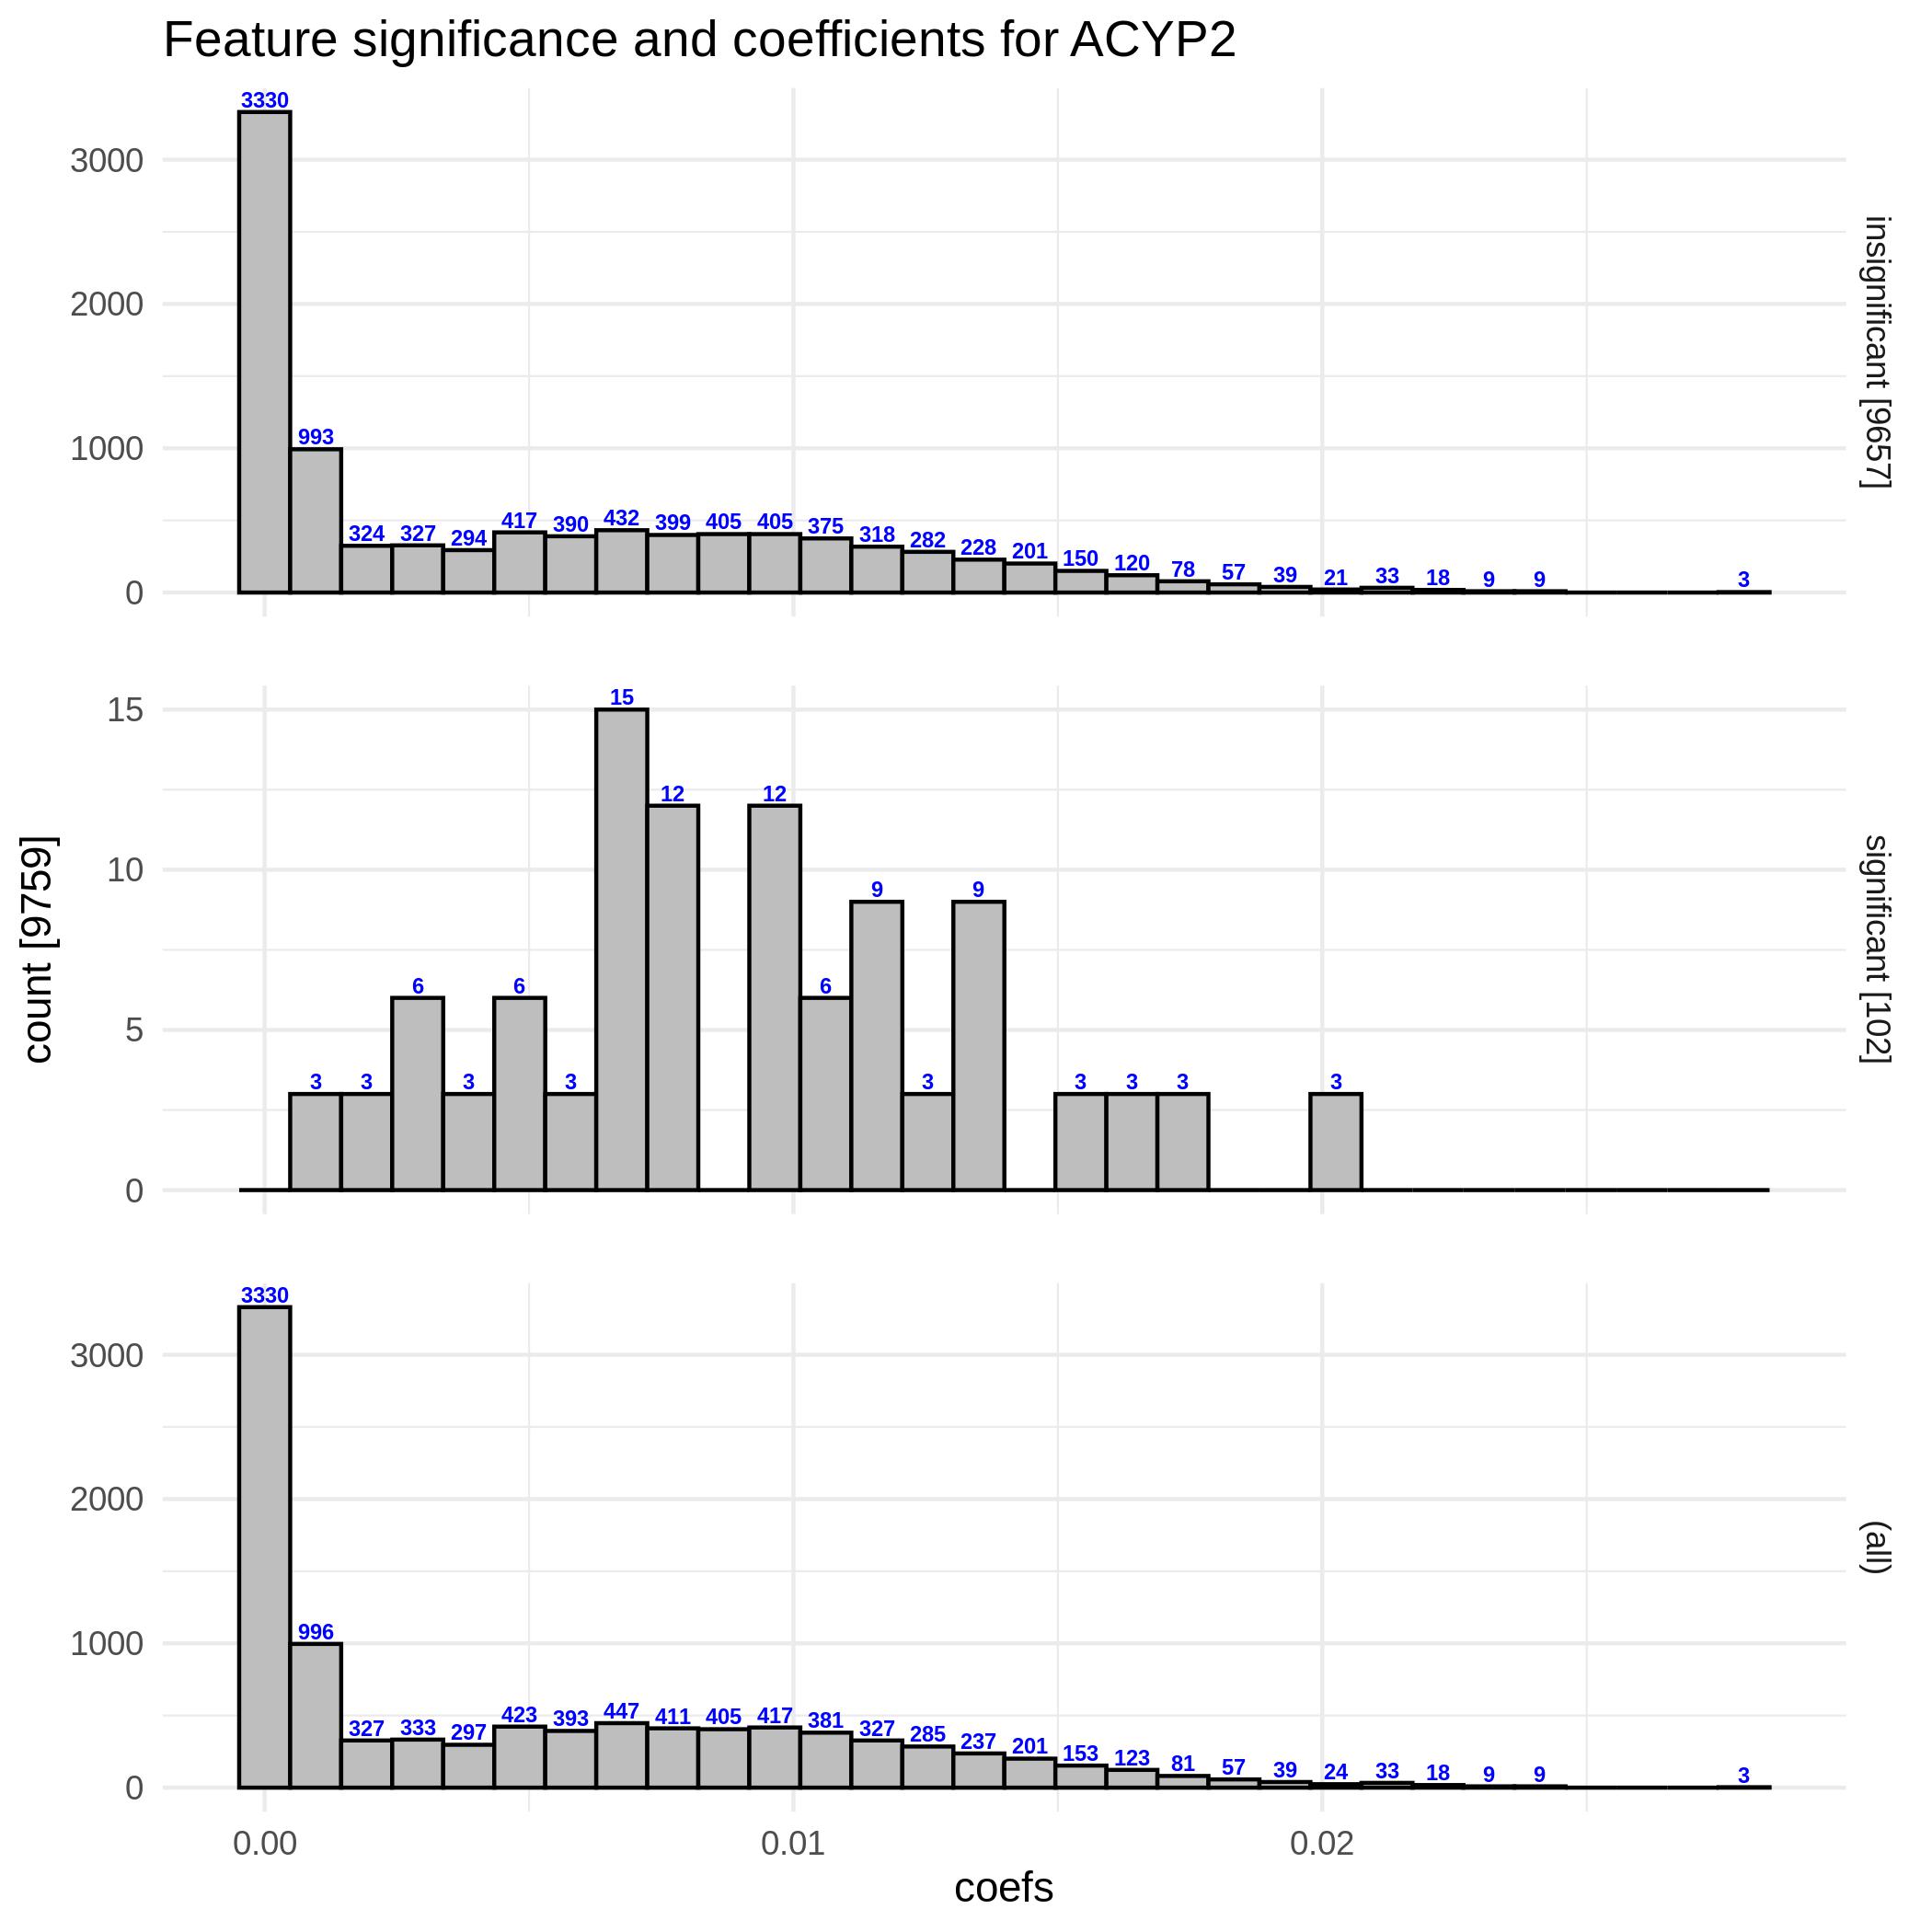 Feature significance and coefficients for ACYP2
3330
993
324 327 294 417 390 432 399 405 405 375 318 282 228 201 150 120 78 57 39 21 33 18 9 9 3
3000
2000
1000
0
insignificant [9657]
15
12 12
9 9
6 6 6
3 3 3 3 3 3 3 3 3
15
10
5
0
significant [102]
count [9759]
3330
996
327 333 297 423 393 447 411 405 417 381 327 285 237 201 153 123 81 57 39 24 33 18 9 9 3
3000
2000
1000
0
(all)
0.00 0.01 0.02
coefs